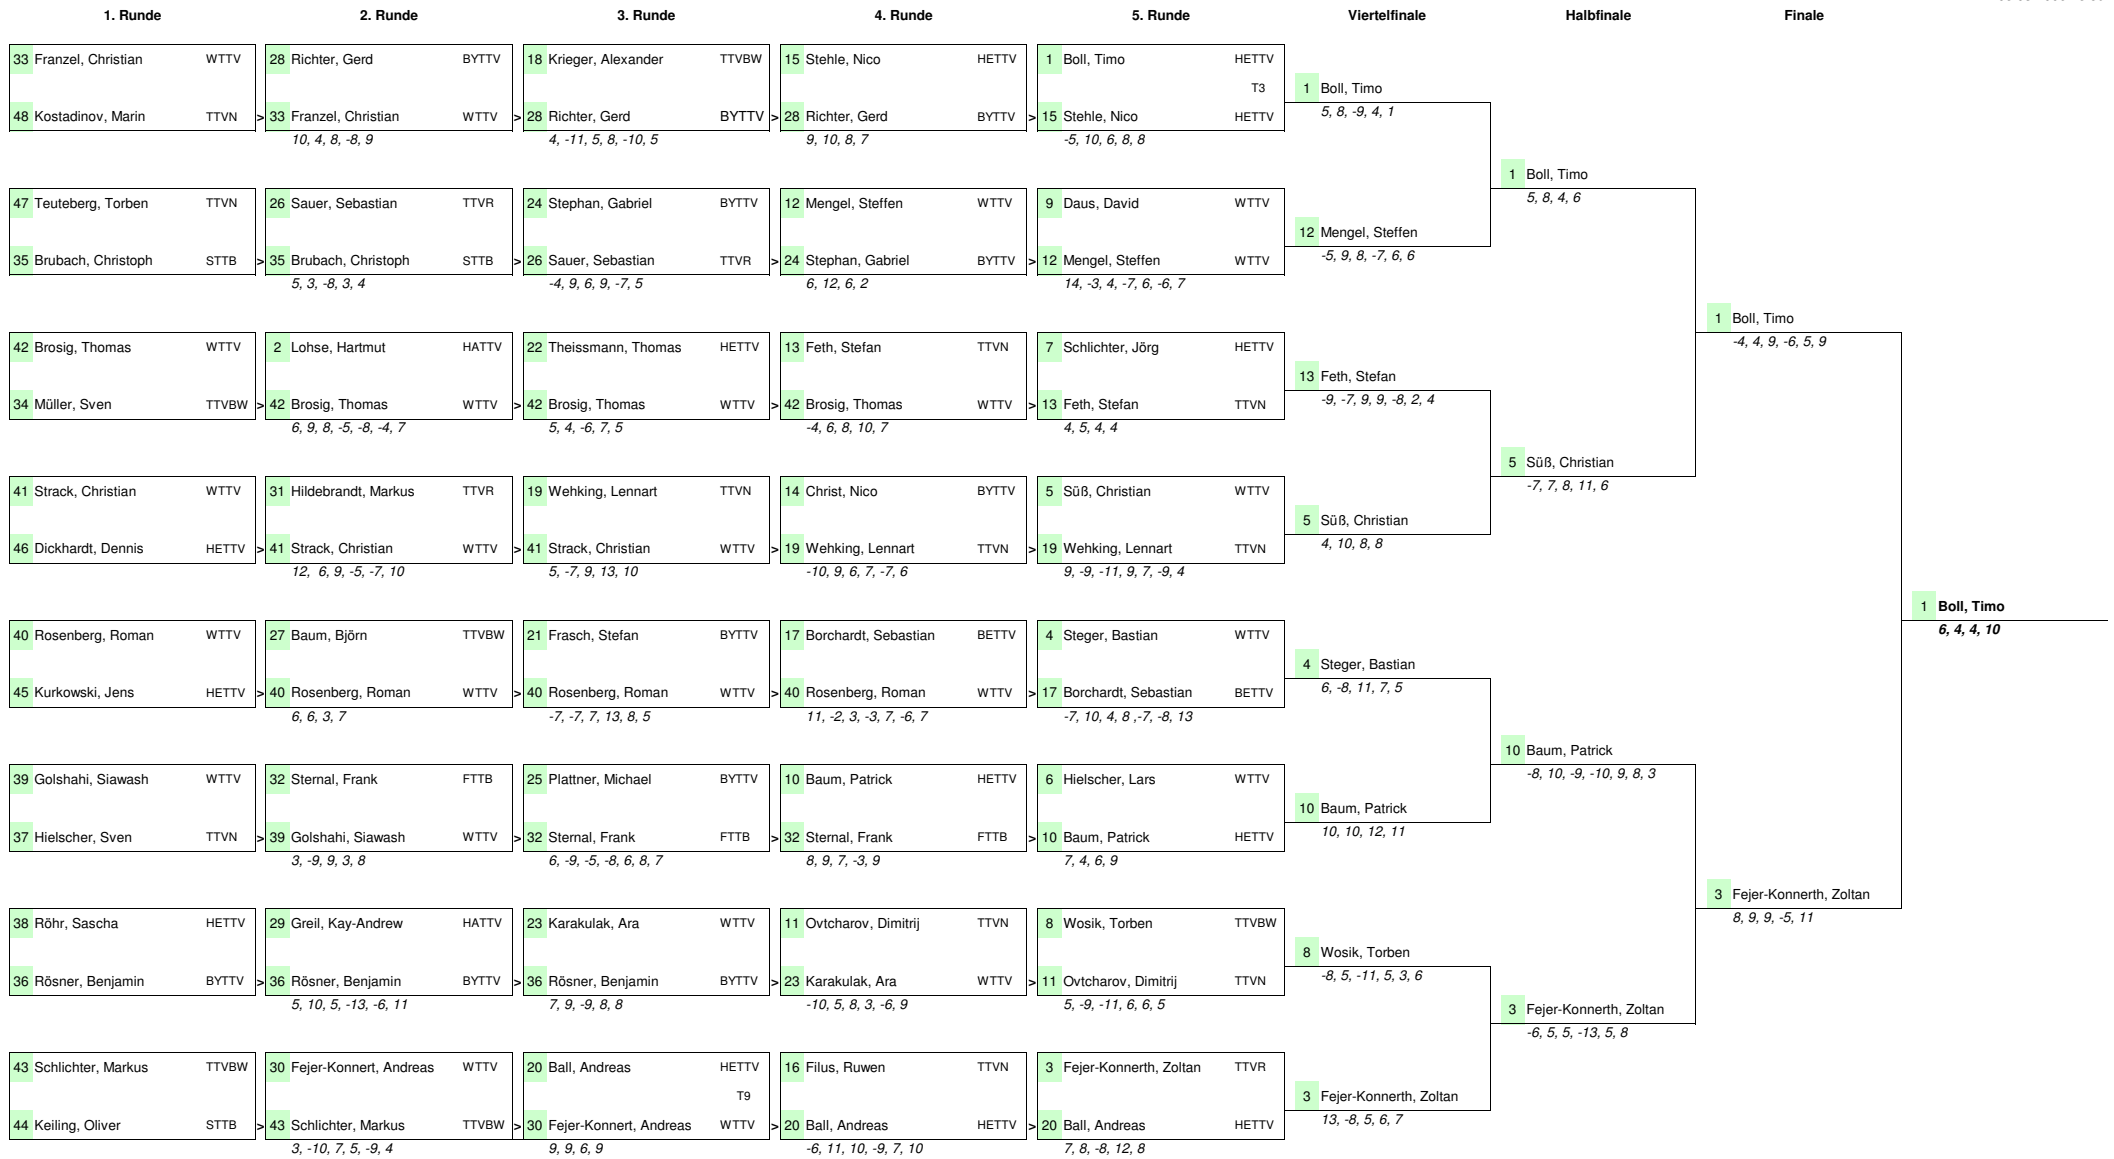 1. Runde 2. Runde 3. Runde 4. Runde 5. Runde Viertelfinale Halbfinale Finale
33 Franzel, Christian WTTV 28 Richter, Gerd BYTTV 18 Krieger, Alexander TTVBW 15 Stehle, Nico HETTV 1 Boll, Timo HETTV
T3 1 Boll, Timo
5, 8, -9, 4, 1
48 Kostadinov, Marin TTVN > 33 Franzel, Christian WTTV > 28 Richter, Gerd BYTTV > 28 Richter, Gerd BYTTV > 15 Stehle, Nico HETTV
10, 4, 8, -8, 9 4, -11, 5, 8, -10, 5 9, 10, 8, 7 -5, 10, 6, 8, 8
1 Boll, Timo
5, 8, 4, 6
47 Teuteberg, Torben TTVN 26 Sauer, Sebastian TTVR 24 Stephan, Gabriel BYTTV 12 Mengel, Steffen WTTV 9 Daus, David WTTV
12 Mengel, Steffen
-5, 9, 8, -7, 6, 6
35 Brubach, Christoph STTB > 35 Brubach, Christoph STTB > 26 Sauer, Sebastian TTVR > 24 Stephan, Gabriel BYTTV > 12 Mengel, Steffen WTTV
5, 3, -8, 3, 4 -4, 9, 6, 9, -7, 5 6, 12, 6, 2 14, -3, 4, -7, 6, -6, 7
1 Boll, Timo
-4, 4, 9, -6, 5, 9
42 Brosig, Thomas WTTV 2 Lohse, Hartmut HATTV 22 Theissmann, Thomas HETTV 13 Feth, Stefan TTVN 7 Schlichter, Jörg HETTV
13 Feth, Stefan
-9, -7, 9, 9, -8, 2, 4
34 Müller, Sven TTVBW > 42 Brosig, Thomas WTTV > 42 Brosig, Thomas WTTV > 42 Brosig, Thomas WTTV > 13 Feth, Stefan TTVN
6, 9, 8, -5, -8, -4, 7 5, 4, -6, 7, 5 -4, 6, 8, 10, 7 4, 5, 4, 4
5 Süß, Christian
-7, 7, 8, 11, 6
41 Strack, Christian WTTV 31 Hildebrandt, Markus TTVR 19 Wehking, Lennart TTVN 14 Christ, Nico BYTTV 5 Süß, Christian WTTV
5 Süß, Christian
4, 10, 8, 8
46 Dickhardt, Dennis HETTV > 41 Strack, Christian WTTV > 41 Strack, Christian WTTV > 19 Wehking, Lennart TTVN > 19 Wehking, Lennart TTVN
12, 6, 9, -5, -7, 10 5, -7, 9, 13, 10 -10, 9, 6, 7, -7, 6 9, -9, -11, 9, 7, -9, 4
1 Boll, Timo
6, 4, 4, 10
40 Rosenberg, Roman WTTV 27 Baum, Björn TTVBW 21 Frasch, Stefan BYTTV 17 Borchardt, Sebastian BETTV 4 Steger, Bastian WTTV
4 Steger, Bastian
6, -8, 11, 7, 5
45 Kurkowski, Jens HETTV > 40 Rosenberg, Roman WTTV > 40 Rosenberg, Roman WTTV > 40 Rosenberg, Roman WTTV > 17 Borchardt, Sebastian BETTV
6, 6, 3, 7 -7, -7, 7, 13, 8, 5 11, -2, 3, -3, 7, -6, 7 -7, 10, 4, 8 ,-7, -8, 13
10 Baum, Patrick
-8, 10, -9, -10, 9, 8, 3
39 Golshahi, Siawash WTTV 32 Sternal, Frank FTTB 25 Plattner, Michael BYTTV 10 Baum, Patrick HETTV 6 Hielscher, Lars WTTV
10 Baum, Patrick
10, 10, 12, 11
37 Hielscher, Sven TTVN > 39 Golshahi, Siawash WTTV > 32 Sternal, Frank FTTB > 32 Sternal, Frank FTTB > 10 Baum, Patrick HETTV
3, -9, 9, 3, 8 6, -9, -5, -8, 6, 8, 7 8, 9, 7, -3, 9 7, 4, 6, 9
3 Fejer-Konnerth, Zoltan
8, 9, 9, -5, 11
38 Röhr, Sascha HETTV 29 Greil, Kay-Andrew HATTV 23 Karakulak, Ara WTTV 11 Ovtcharov, Dimitrij TTVN 8 Wosik, Torben TTVBW
8 Wosik, Torben
-8, 5, -11, 5, 3, 6
36 Rösner, Benjamin BYTTV > 36 Rösner, Benjamin BYTTV > 36 Rösner, Benjamin BYTTV > 23 Karakulak, Ara WTTV > 11 Ovtcharov, Dimitrij TTVN
5, 10, 5, -13, -6, 11 7, 9, -9, 8, 8 -10, 5, 8, 3, -6, 9 5, -9, -11, 6, 6, 5
3 Fejer-Konnerth, Zoltan
-6, 5, 5, -13, 5, 8
43 Schlichter, Markus TTVBW 30 Fejer-Konnert, Andreas WTTV 20 Ball, Andreas HETTV 16 Filus, Ruwen TTVN 3 Fejer-Konnerth, Zoltan TTVR
T9 3 Fejer-Konnerth, Zoltan
13, -8, 5, 6, 7
44 Keiling, Oliver STTB > 43 Schlichter, Markus TTVBW > 30 Fejer-Konnert, Andreas WTTV > 20 Ball, Andreas HETTV > 20 Ball, Andreas HETTV
3, -10, 7, 5, -9, 4 9, 9, 6, 9 -6, 11, 10, -9, 7, 10 7, 8, -8, 12, 8